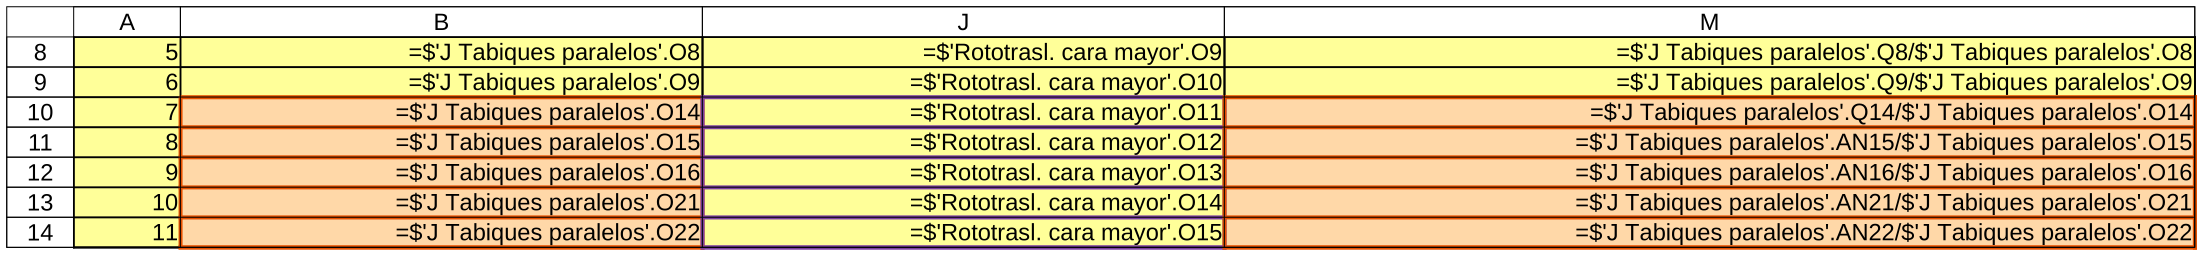 A B J M
8 5 =$'J Tabiques paralelos'.O8 =$'Rototrasl. cara mayor'.O9 =$'J Tabiques paralelos'.Q8/$'J Tabiques paralelos'.O8
9 6 =$'J Tabiques paralelos'.O9 =$'Rototrasl. cara mayor'.O10 =$'J Tabiques paralelos'.Q9/$'J Tabiques paralelos'.O9
10 7 =$'J Tabiques paralelos'.O14 =$'Rototrasl. cara mayor'.O11 =$'J Tabiques paralelos'.Q14/$'J Tabiques paralelos'.O14
11 8 =$'J Tabiques paralelos'.O15 =$'Rototrasl. cara mayor'.O12 =$'J Tabiques paralelos'.AN15/$'J Tabiques paralelos'.O15
12 9 =$'J Tabiques paralelos'.O16 =$'Rototrasl. cara mayor'.O13 =$'J Tabiques paralelos'.AN16/$'J Tabiques paralelos'.O16
13 10 =$'J Tabiques paralelos'.O21 =$'Rototrasl. cara mayor'.O14 =$'J Tabiques paralelos'.AN21/$'J Tabiques paralelos'.O21
14 11 =$'J Tabiques paralelos'.O22 =$'Rototrasl. cara mayor'.O15 =$'J Tabiques paralelos'.AN22/$'J Tabiques paralelos'.O22